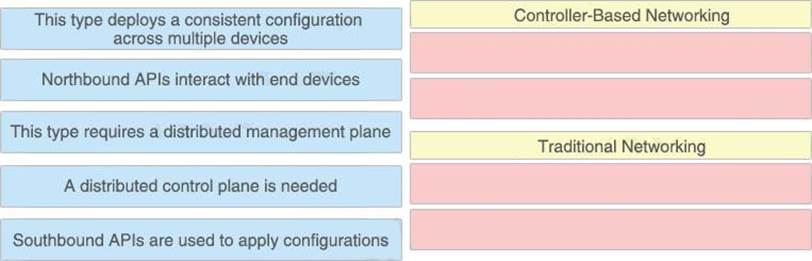 This type deploys a consistent configuration
across multiple devices
Northbound APIs interact with end devices
This type requires a distributed management plane
A distributed control plane is needed
Southbound APIs are used to apply configurations
Controller-Based Networking
Traditional Networking